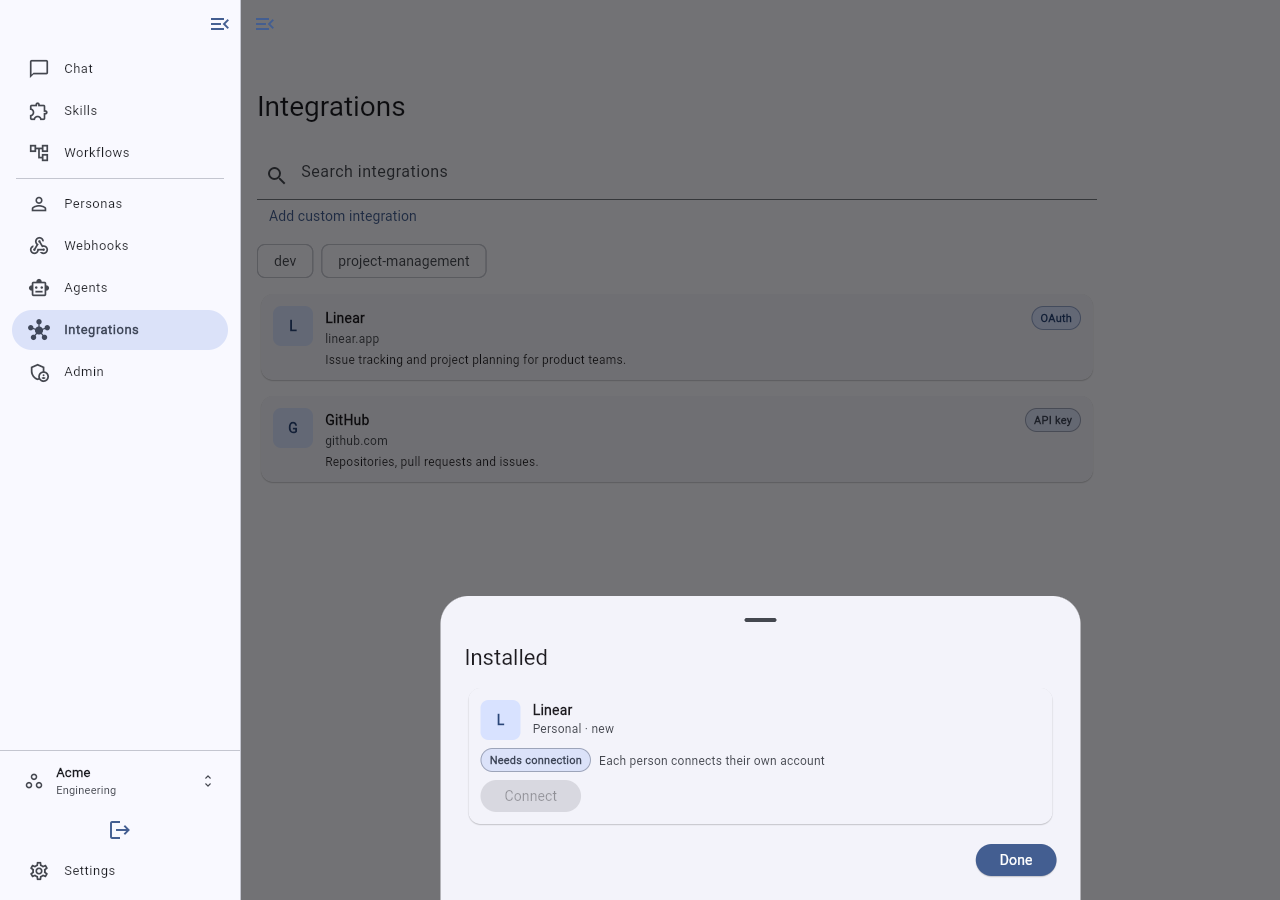 Chat
Skills
Workflows
Personas
Webhooks
Agents
Integrations
Admin
Acme
Engineering
Settings
Integrations
Search integrations
Add custom integration
dev
project-management
L
Linear
OAuth
linear.app
Issue tracking and project planning for product teams.
G
GitHub
API key
github.com
Repositories, pull requests and issues.
Installed
L
Linear
Personal · new
Needs connection
Each person connects their own account
Connect
Done